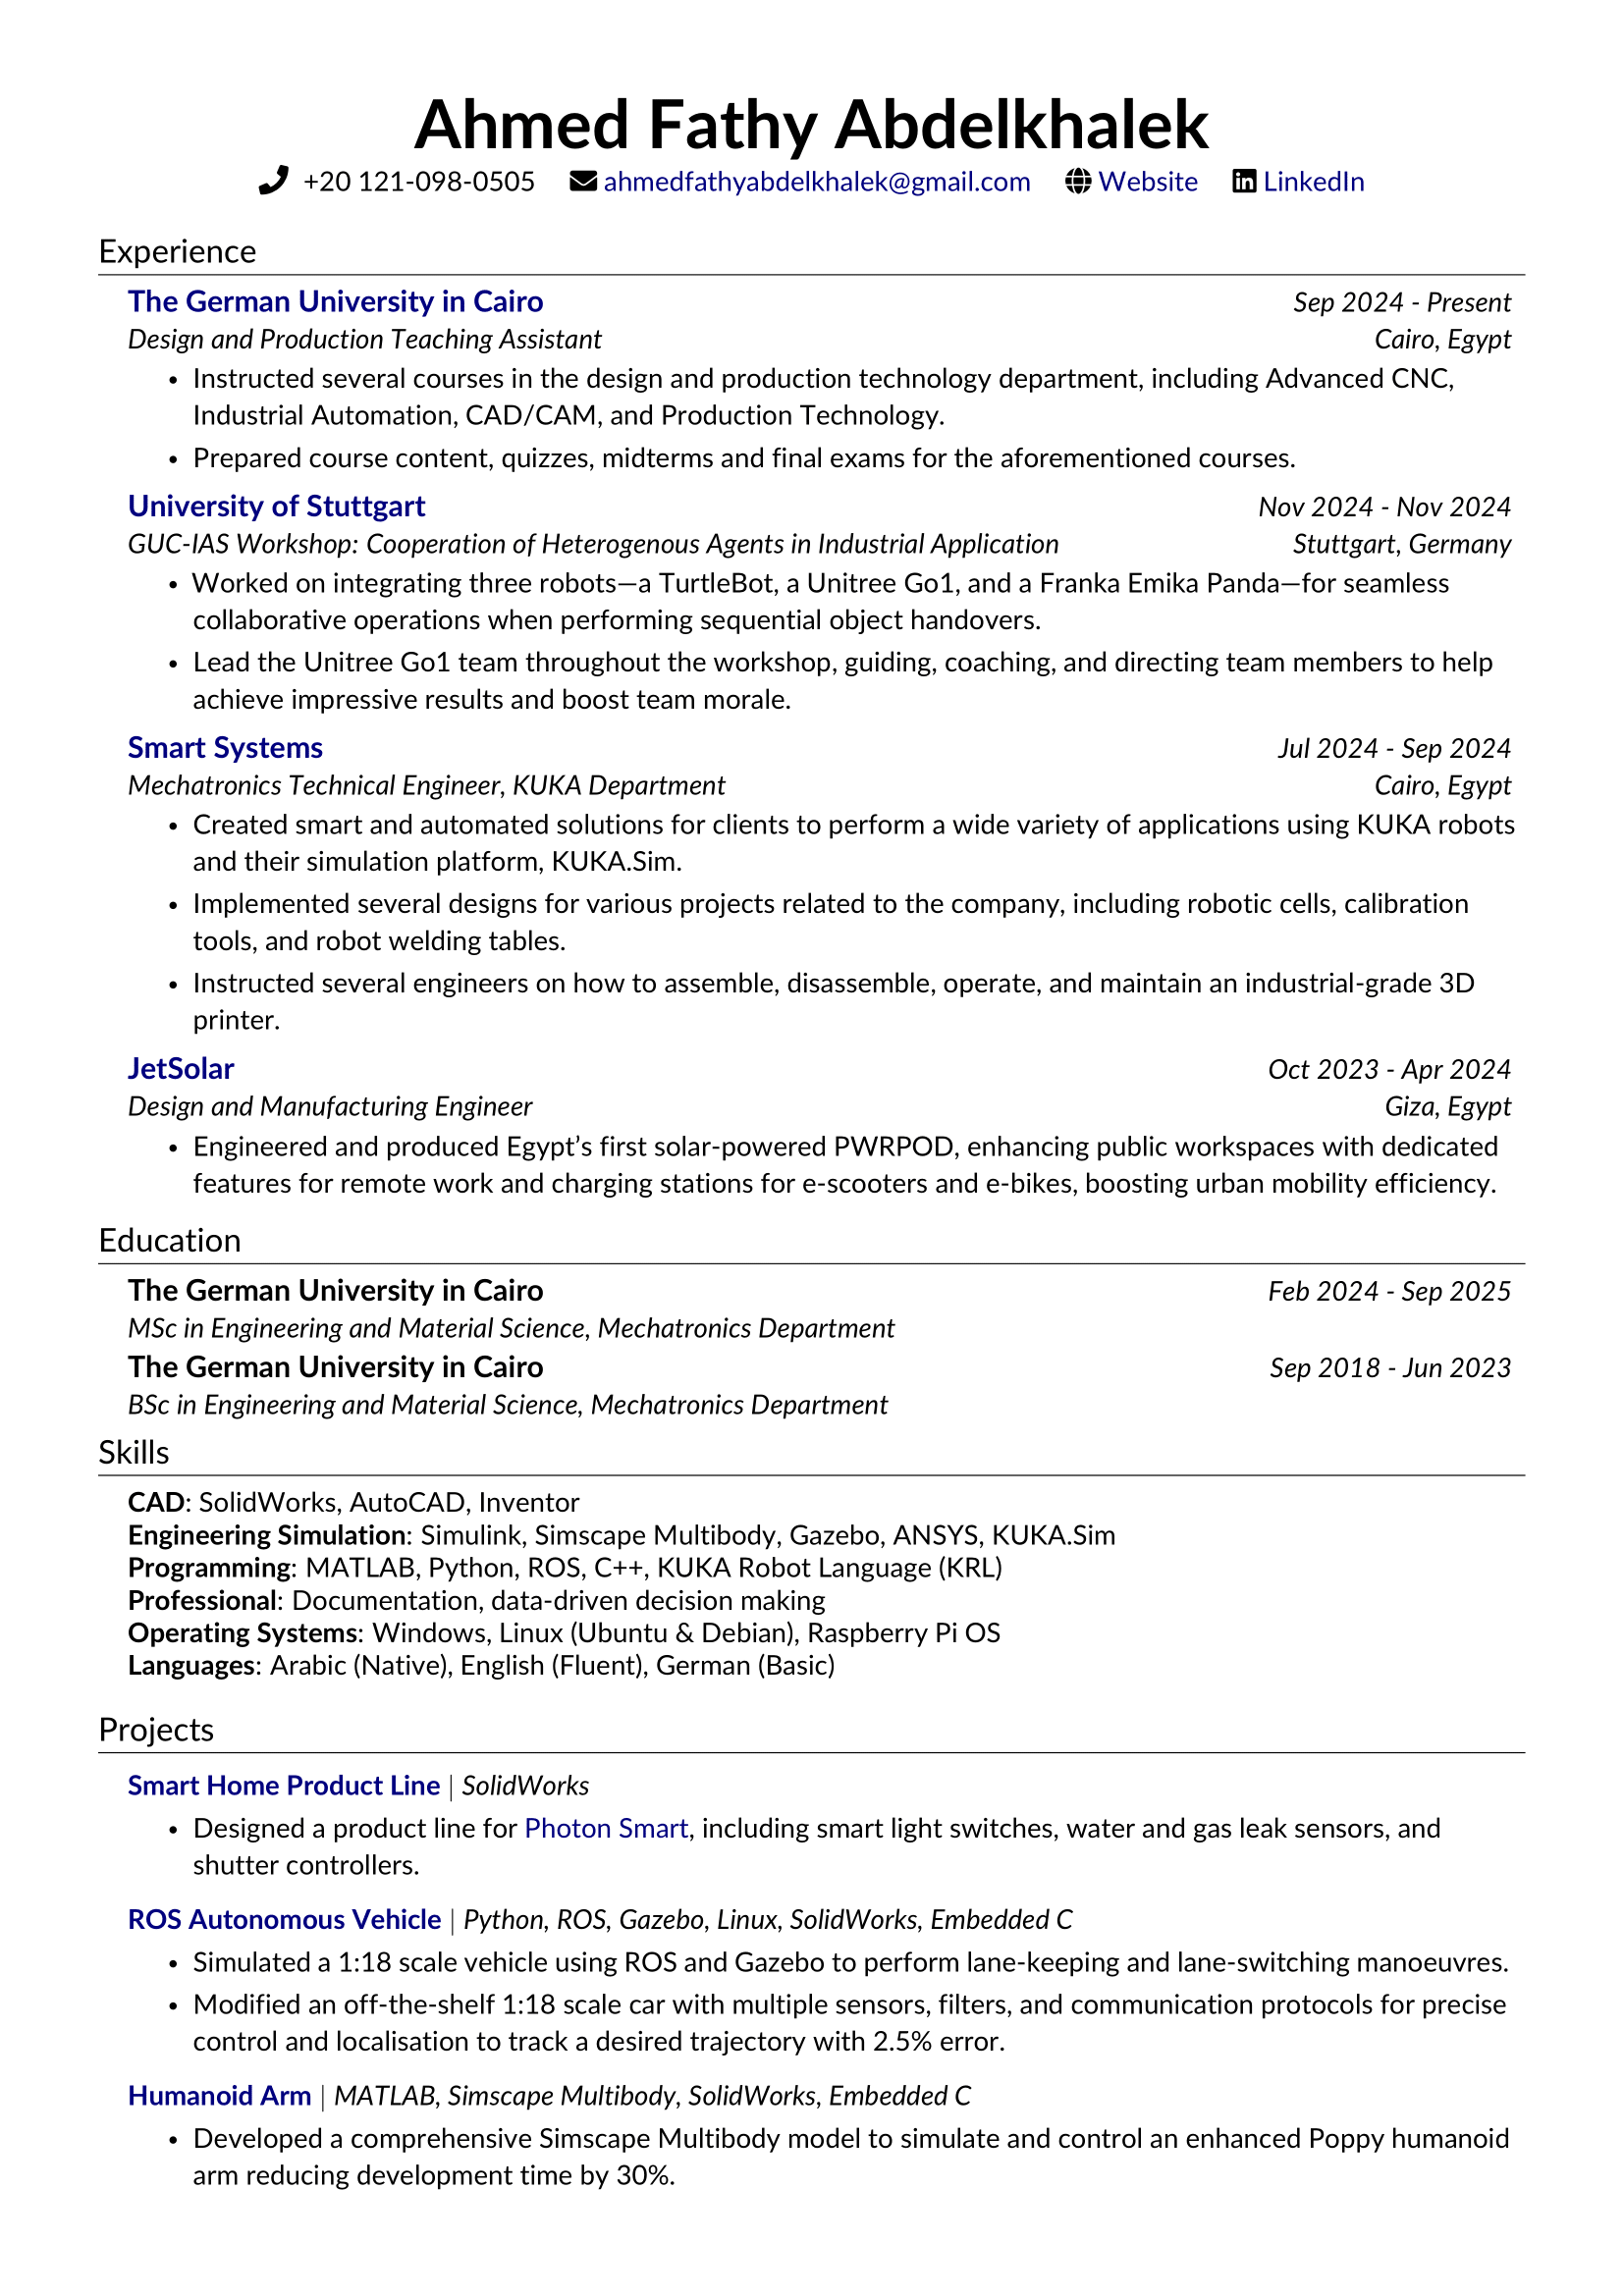 Ahmed Fathy Abdelkhalek
+20 121-098-0505 ahmedfathyabdelkhalek@gmail.com Website LinkedIn
Experience
The German University in Cairo Sep 2024 - Present
Design and Production Teaching Assistant Cairo, Egypt
• Instructed several courses in the design and production technology department, including Advanced CNC,
Industrial Automation, CAD/CAM, and Production Technology.
• Prepared course content, quizzes, midterms and final exams for the aforementioned courses.
University of Stuttgart Nov 2024 - Nov 2024
GUC-IAS Workshop: Cooperation of Heterogenous Agents in Industrial Application Stuttgart, Germany
• Worked on integrating three robots—a TurtleBot, a Unitree Go1, and a Franka Emika Panda—for seamless
collaborative operations when performing sequential object handovers.
• Lead the Unitree Go1 team throughout the workshop, guiding, coaching, and directing team members to help
achieve impressive results and boost team morale.
Smart Systems Jul 2024 - Sep 2024
Mechatronics Technical Engineer, KUKA Department Cairo, Egypt
• Created smart and automated solutions for clients to perform a wide variety of applications using KUKA robots
and their simulation platform, KUKA.Sim.
• Implemented several designs for various projects related to the company, including robotic cells, calibration
tools, and robot welding tables.
• Instructed several engineers on how to assemble, disassemble, operate, and maintain an industrial-grade 3D
printer.
JetSolar Oct 2023 - Apr 2024
Design and Manufacturing Engineer Giza, Egypt
• Engineered and produced Egypt’s first solar-powered PWRPOD, enhancing public workspaces with dedicated
features for remote work and charging stations for e-scooters and e-bikes, boosting urban mobility efficiency.
Education
The German University in Cairo Feb 2024 - Sep 2025
MSc in Engineering and Material Science, Mechatronics Department
The German University in Cairo Sep 2018 - Jun 2023
BSc in Engineering and Material Science, Mechatronics Department
Skills
CAD: SolidWorks, AutoCAD, Inventor
Engineering Simulation: Simulink, Simscape Multibody, Gazebo, ANSYS, KUKA.Sim
Programming: MATLAB, Python, ROS, C++, KUKA Robot Language (KRL)
Professional: Documentation, data-driven decision making
Operating Systems: Windows, Linux (Ubuntu & Debian), Raspberry Pi OS
Languages: Arabic (Native), English (Fluent), German (Basic)
Projects
Smart Home Product Line | SolidWorks
• Designed a product line for Photon Smart, including smart light switches, water and gas leak sensors, and
shutter controllers.
ROS Autonomous Vehicle | Python, ROS, Gazebo, Linux, SolidWorks, Embedded C
• Simulated a 1:18 scale vehicle using ROS and Gazebo to perform lane-keeping and lane-switching manoeuvres.
• Modified an off-the-shelf 1:18 scale car with multiple sensors, filters, and communication protocols for precise
control and localisation to track a desired trajectory with 2.5% error.
Humanoid Arm | MATLAB, Simscape Multibody, SolidWorks, Embedded C
• Developed a comprehensive Simscape Multibody model to simulate and control an enhanced Poppy humanoid
arm reducing development time by 30%.